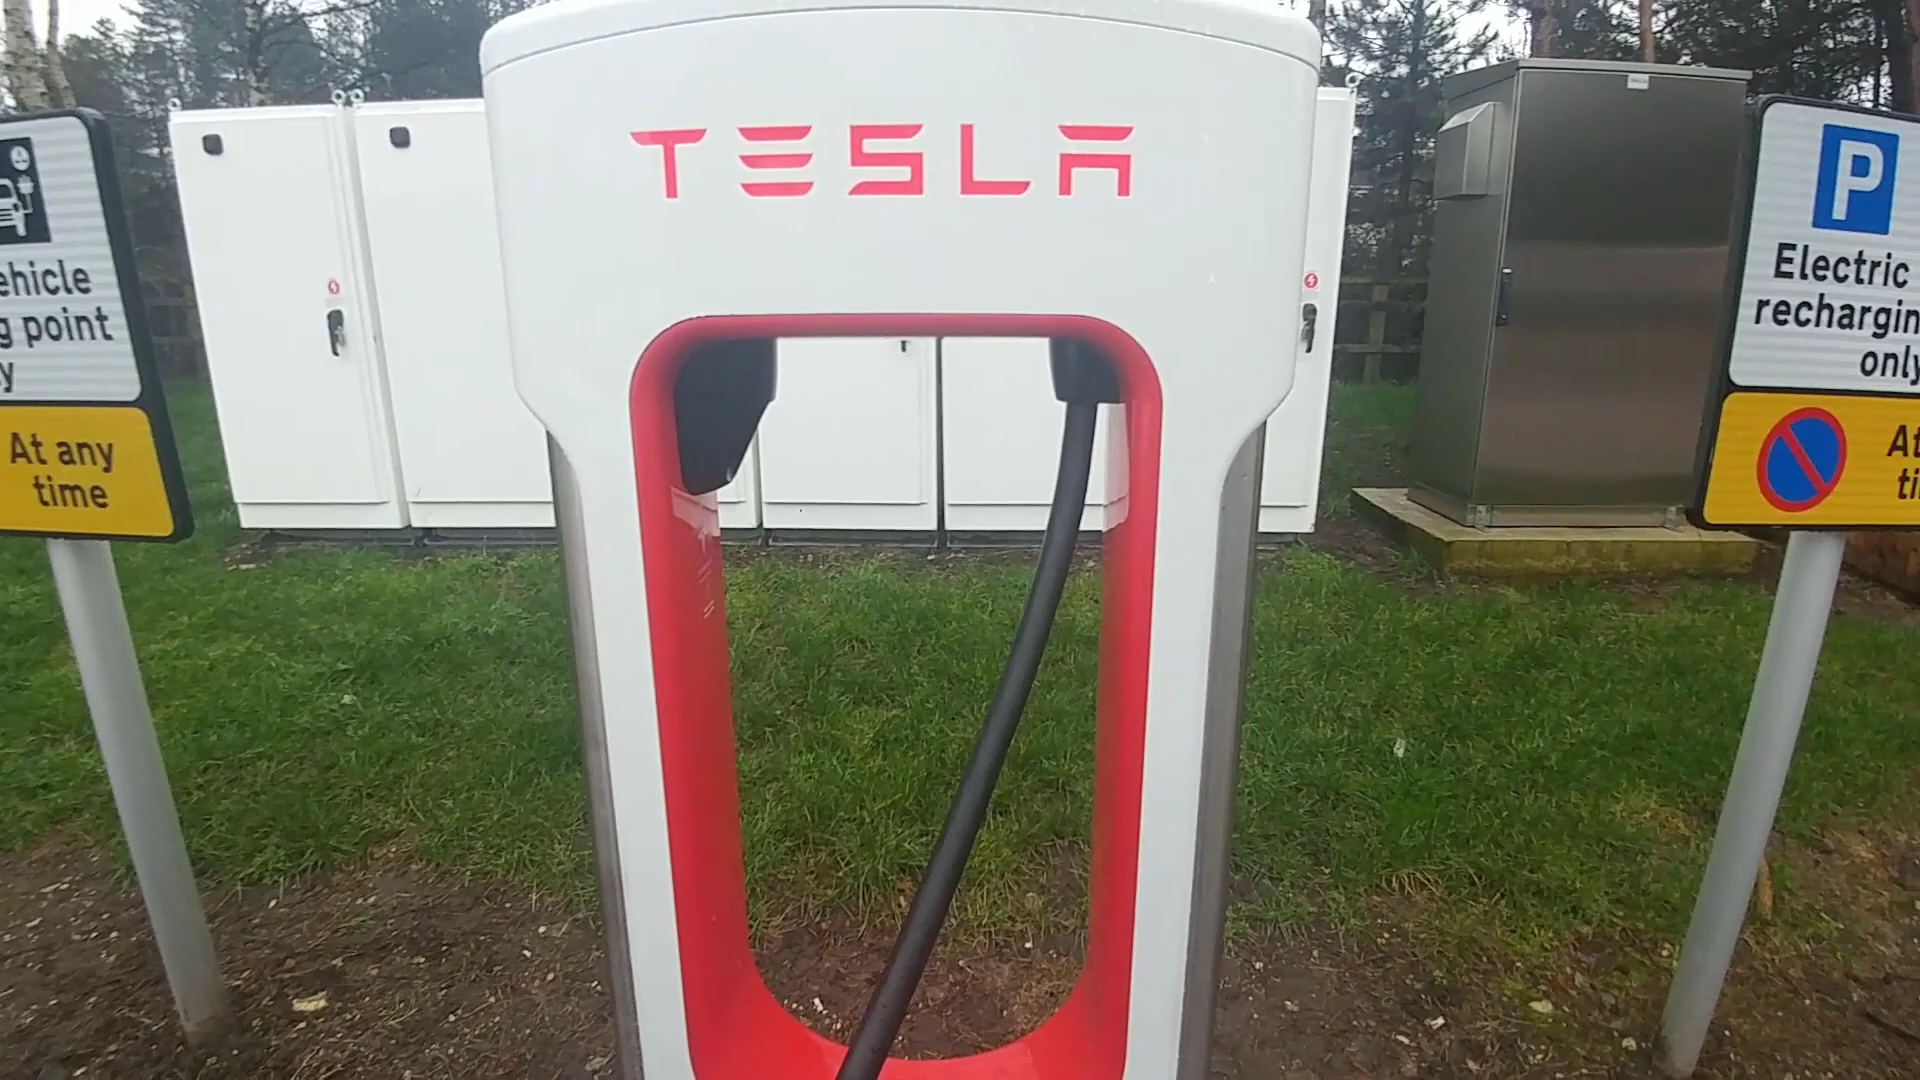 TESLA
ehicle
g point
y
At any
time
P
Electric
rechargin
only
At
ti